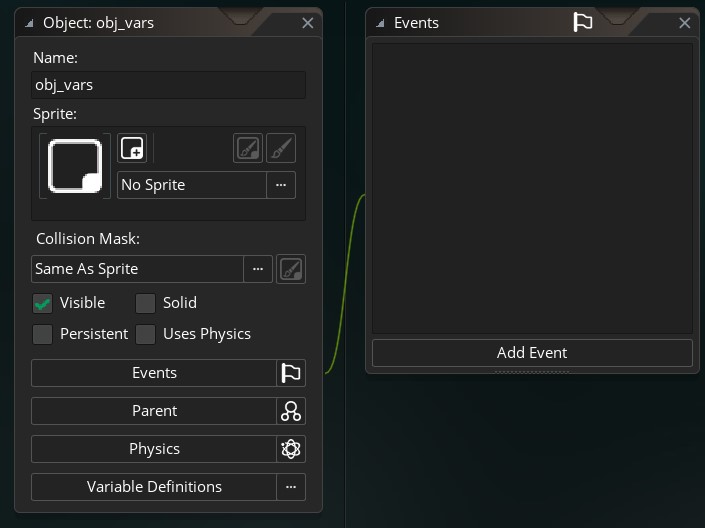 Object: obj_vars
Name:
obj_vars
Sprite:
No Sprite
...
Collision Mask:
Same As Sprite
...
Visible
Solid
Persistent
Uses Physics
Events
Parent
Physics
Variable Definitions
...
Events
Add Event